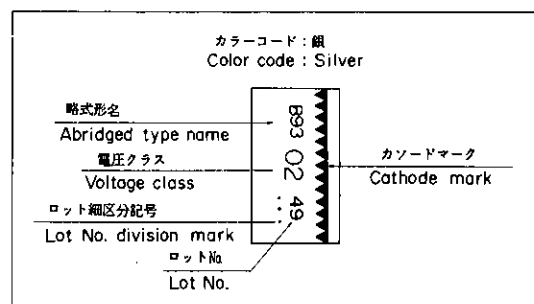 カラーコード：銀
Color code : Silver
略式形名
Abridged type name
電圧クラス
Voltage class
ロット細区分記号
Lot No. division mark
ロットNo.
Lot No.
B93 02 49
カソードマーク
Cathode mark